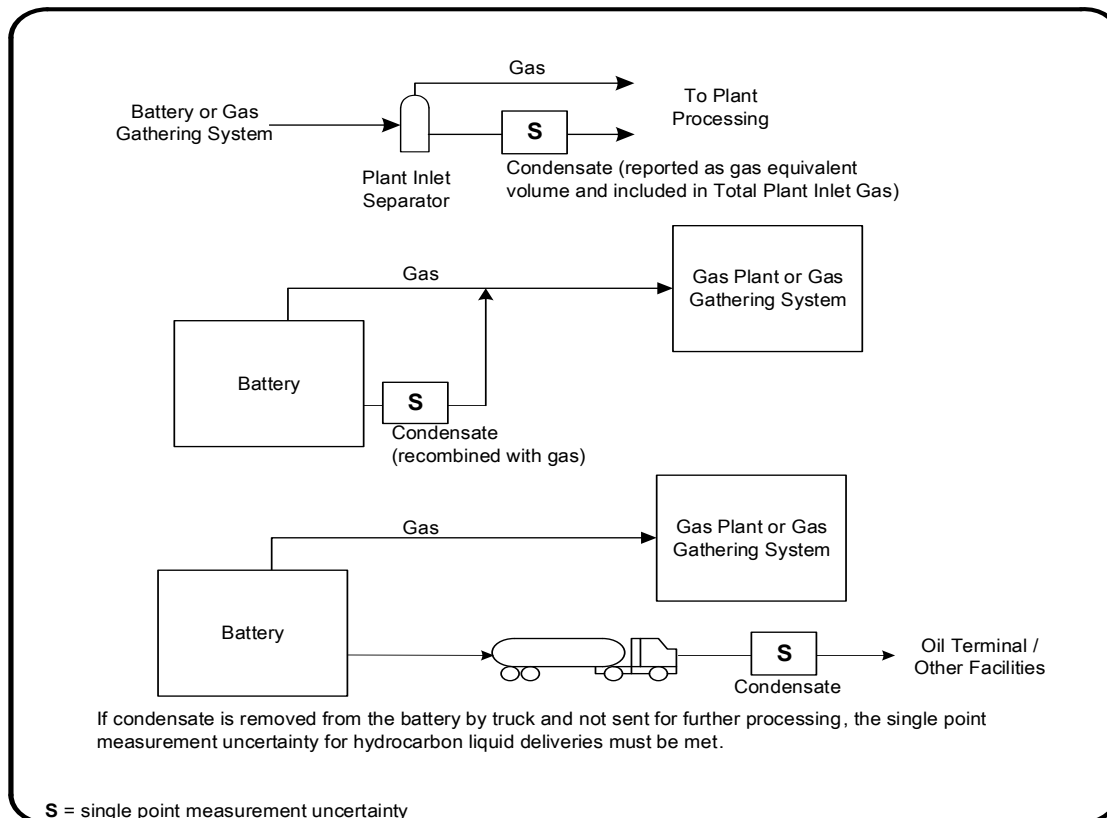 Gas
Battery or Gas
Gathering System
To Plant
Processing
S
Plant Inlet
Separator
Condensate (reported as gas equivalent
volume and included in Total Plant Inlet Gas)
Gas
Gas Plant or Gas
Gathering System
Battery
S
Condensate
(recombined with gas)
Gas
Gas Plant or Gas
Gathering System
Battery
S
Condensate
Oil Terminal /
Other Facilities
If condensate is removed from the battery by truck and not sent for further processing, the single point
measurement uncertainty for hydrocarbon liquid deliveries must be met.
S = single point measurement uncertainty